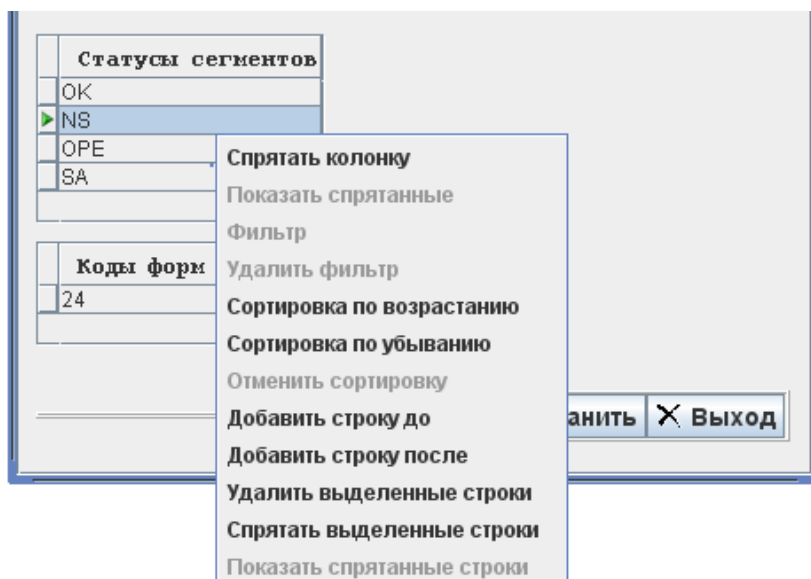 Статусы сегментов
OK
NS
OPE
SA
Спрятать колонку
Показать спрятанные
Фильтр
Удалить фильтр
Сортировка по возрастанию
Сортировка по убыванию
Отменить сортировку
Добавить строку до
Добавить строку после
Удалить выделенные строки
Спрятать выделенные строки
Показать спрятанные строки
Коды форм
24
анить X Выход